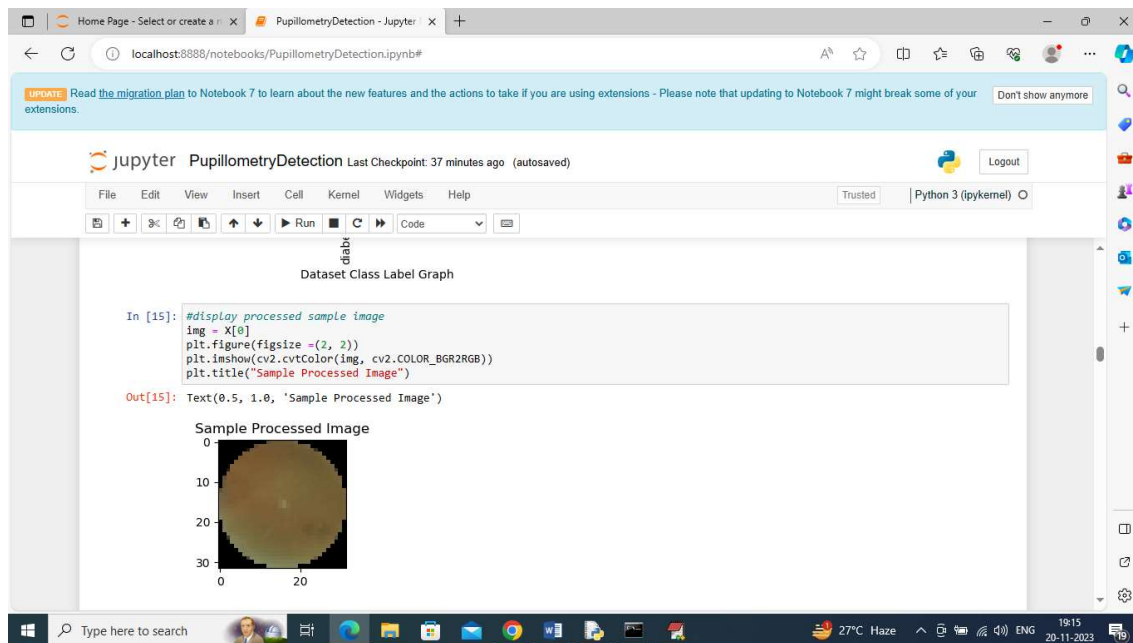 Home Page - Select or create a n
PupillometryDetection - Jupyter
localhost:8888/notebooks/PupillometryDetection.ipynb#
UPDATE Read the migration plan to Notebook 7 to learn about the new features and the actions to take if you are using extensions - Please note that updating to Notebook 7 might break some of your
extensions.
Don't show anymore
jupyter PupillometryDetection Last Checkpoint: 37 minutes ago (autosaved)
Logout
File Edit View Insert Cell Kernel Widgets Help
Trusted
Python 3 (ipykernel)
Run
Code
diabe
Dataset Class Label Graph
In [15]: #display processed sample image
img = X[0]
plt.figure(figsize =(2, 2))
plt.imshow(cv2.cvtColor(img, cv2.COLOR_BGR2RGB))
plt.title("Sample Processed Image")
Out[15]: Text(0.5, 1.0, 'Sample Processed Image')
Sample Processed Image
0
10
20
30
0 20
Type here to search
27°C Haze
ENG
19:15
20-11-2023